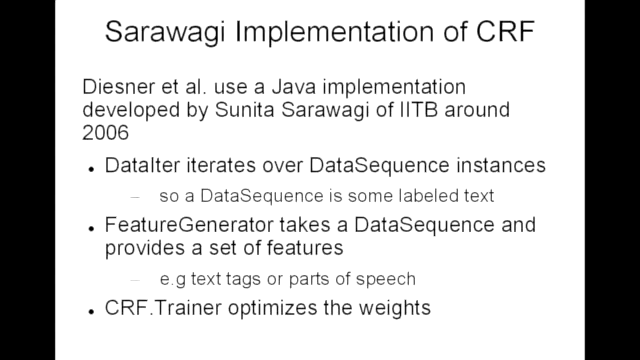 Sarawagi Implementation of CRF
Diesner et al. use a Java implementation
developed by Sunita Sarawagi of IITB around
2006
• DataIter iterates over DataSequence instances
– so a DataSequence is some labeled text
• FeatureGenerator takes a DataSequence and
provides a set of features
– e.g text tags or parts of speech
• CRF.Trainer optimizes the weights